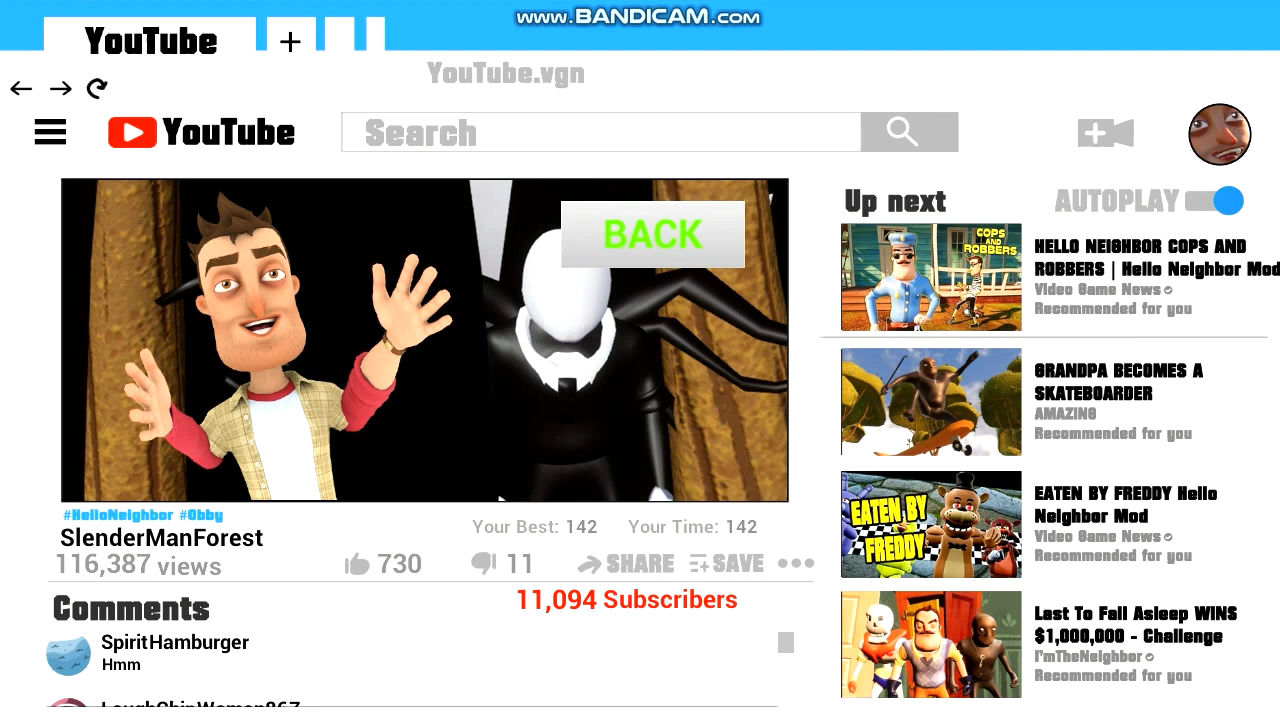 www.BANDICAM.com
YouTube
+
YouTube.vgn
YouTube
Search
BACK
#HelloNeighbor #Obby
SlenderManForest
Your Best: 142 Your Time: 142
116,387 views
730
11
SHARE
SAVE
11,094 Subscribers
Comments
SpiritHamburger
Hmm
Up next
AUTOPLAY
COPS
AND
ROBBERS
HELLO NEIGHBOR COPS AND
ROBBERS | Hello Neighbor Mod
Video Game News
Recommended for you
GRANDPA BECOMES A
SKATEBOARDER
AMAZING
Recommended for you
EATEN BY
FREDDY
EATEN BY FREDDY Hello
Neighbor Mod
Video Game News
Recommended for you
Last To Fall Asleep WINS
$1,000,000 - Challenge
I'mTheNeighbor
Recommended for you